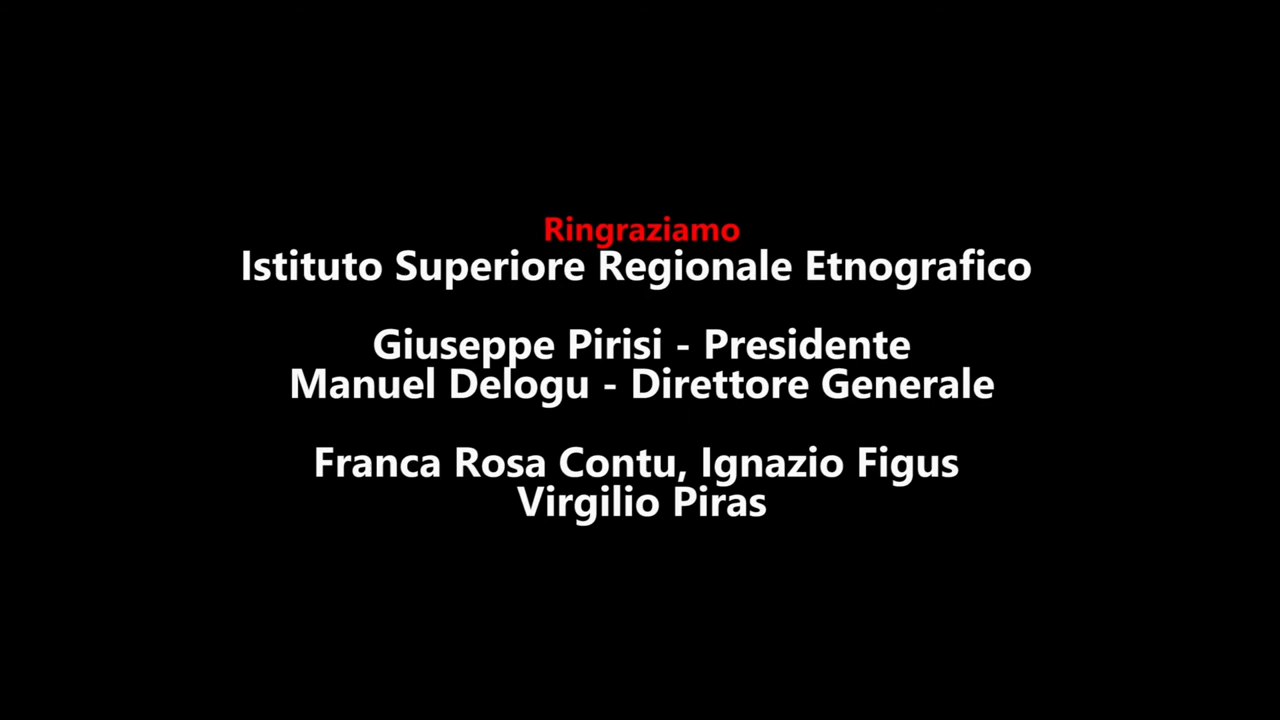 Ringraziamo
Istituto Superiore Regionale Etnografico
Giuseppe Pirisi - Presidente
Manuel Delogu - Direttore Generale
Franca Rosa Contu, Ignazio Figus
Virgilio Piras